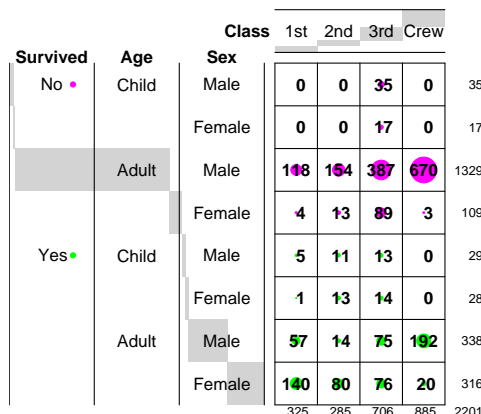 Class 1st 2nd 3rd Crew
Survived Age Sex
No Child Male 0 0 35 0 35
Female 0 0 17 0 17
Adult Male 118 154 387 670 1329
Female 4 13 89 3 109
Yes Child Male 5 11 13 0 29
Female 1 13 14 0 28
Adult Male 57 14 75 192 338
Female 140 80 76 20 316
325 285 706 885 2201